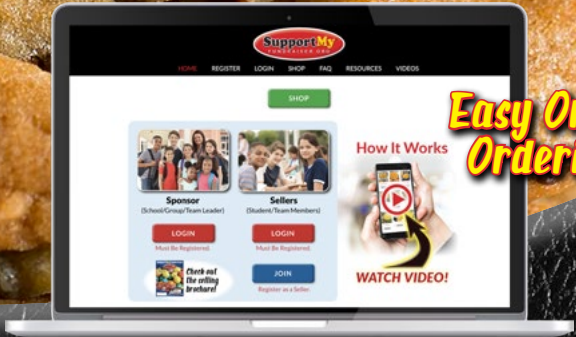 SupportMy
FUNDRAISER.ORG
HOME REGISTER LOGIN SHOP FAQ RESOURCES VIDEOS
SHOP
Easy
How It Works
Sponsor
(School/Group/Team Leader)
LOGIN
Must Be Registered.
Check out
the selling
brochure!
Sellers
(Student/Team Members)
LOGIN
Must Be Registered.
JOIN
Register as a Seller.
WATCH VIDEO!